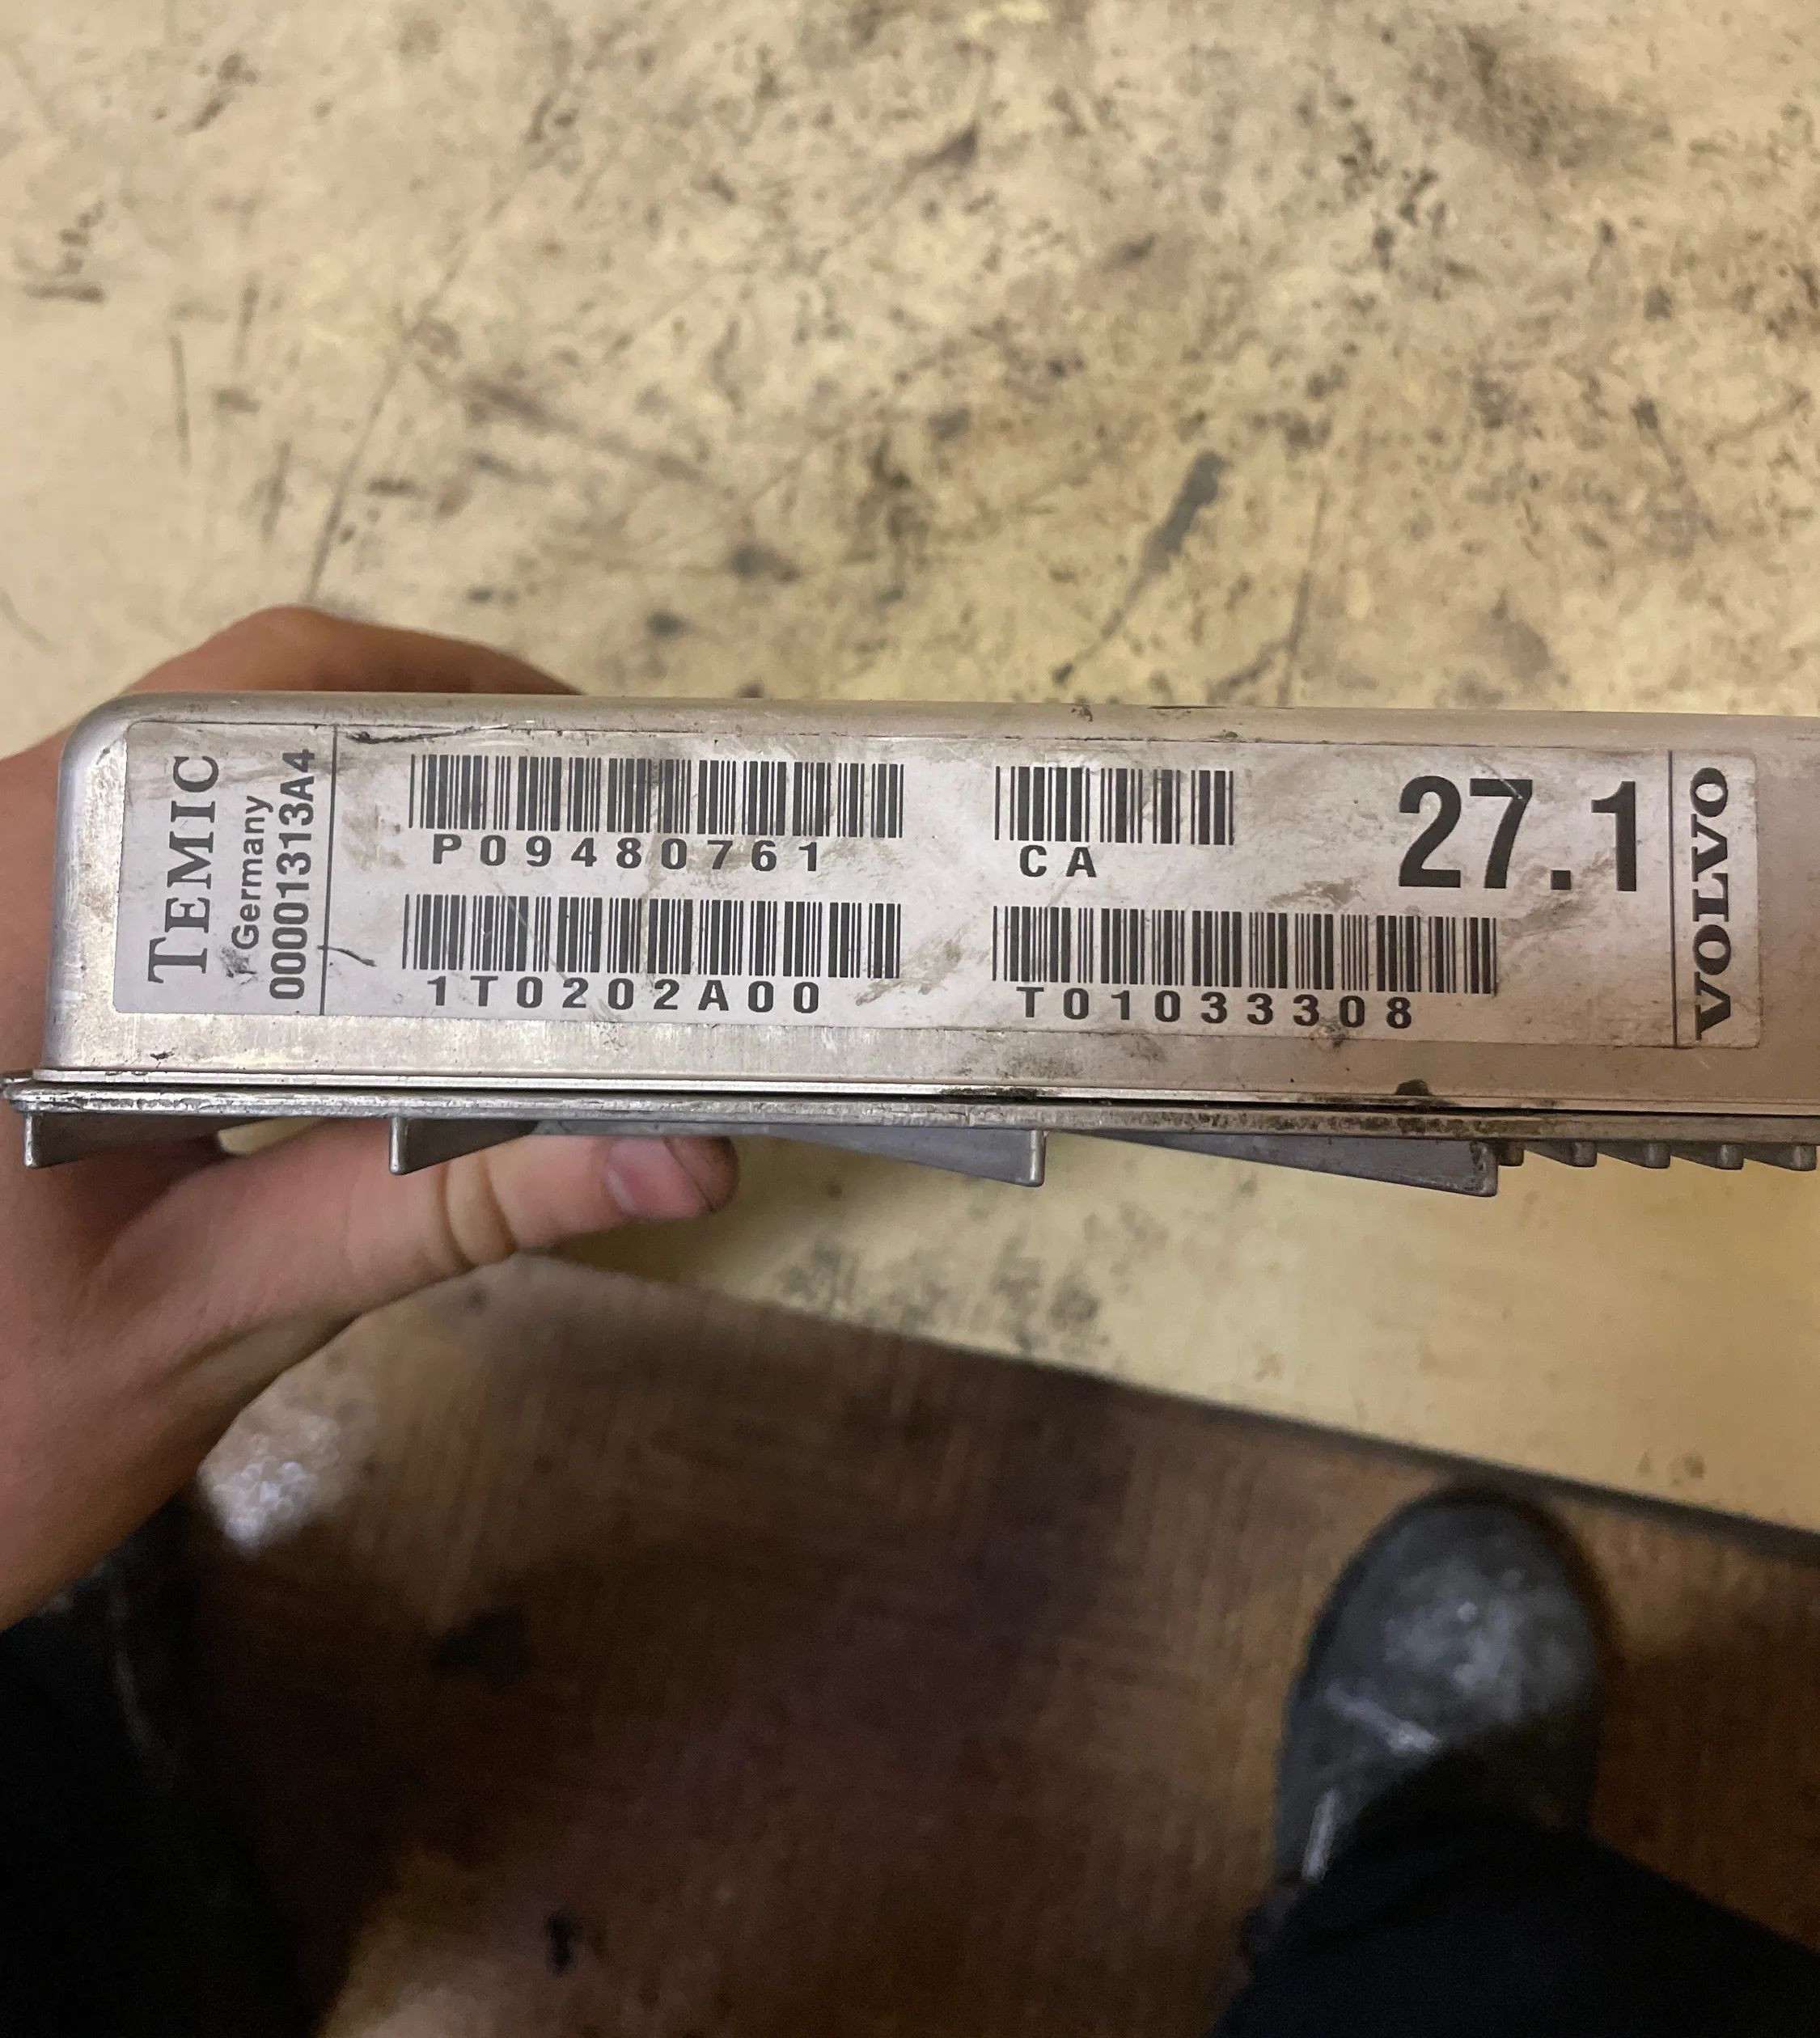 TEMIC
Germany
00001313A4
P09480761
CA
27.1
1T0202A00
T01033308
VOLVO